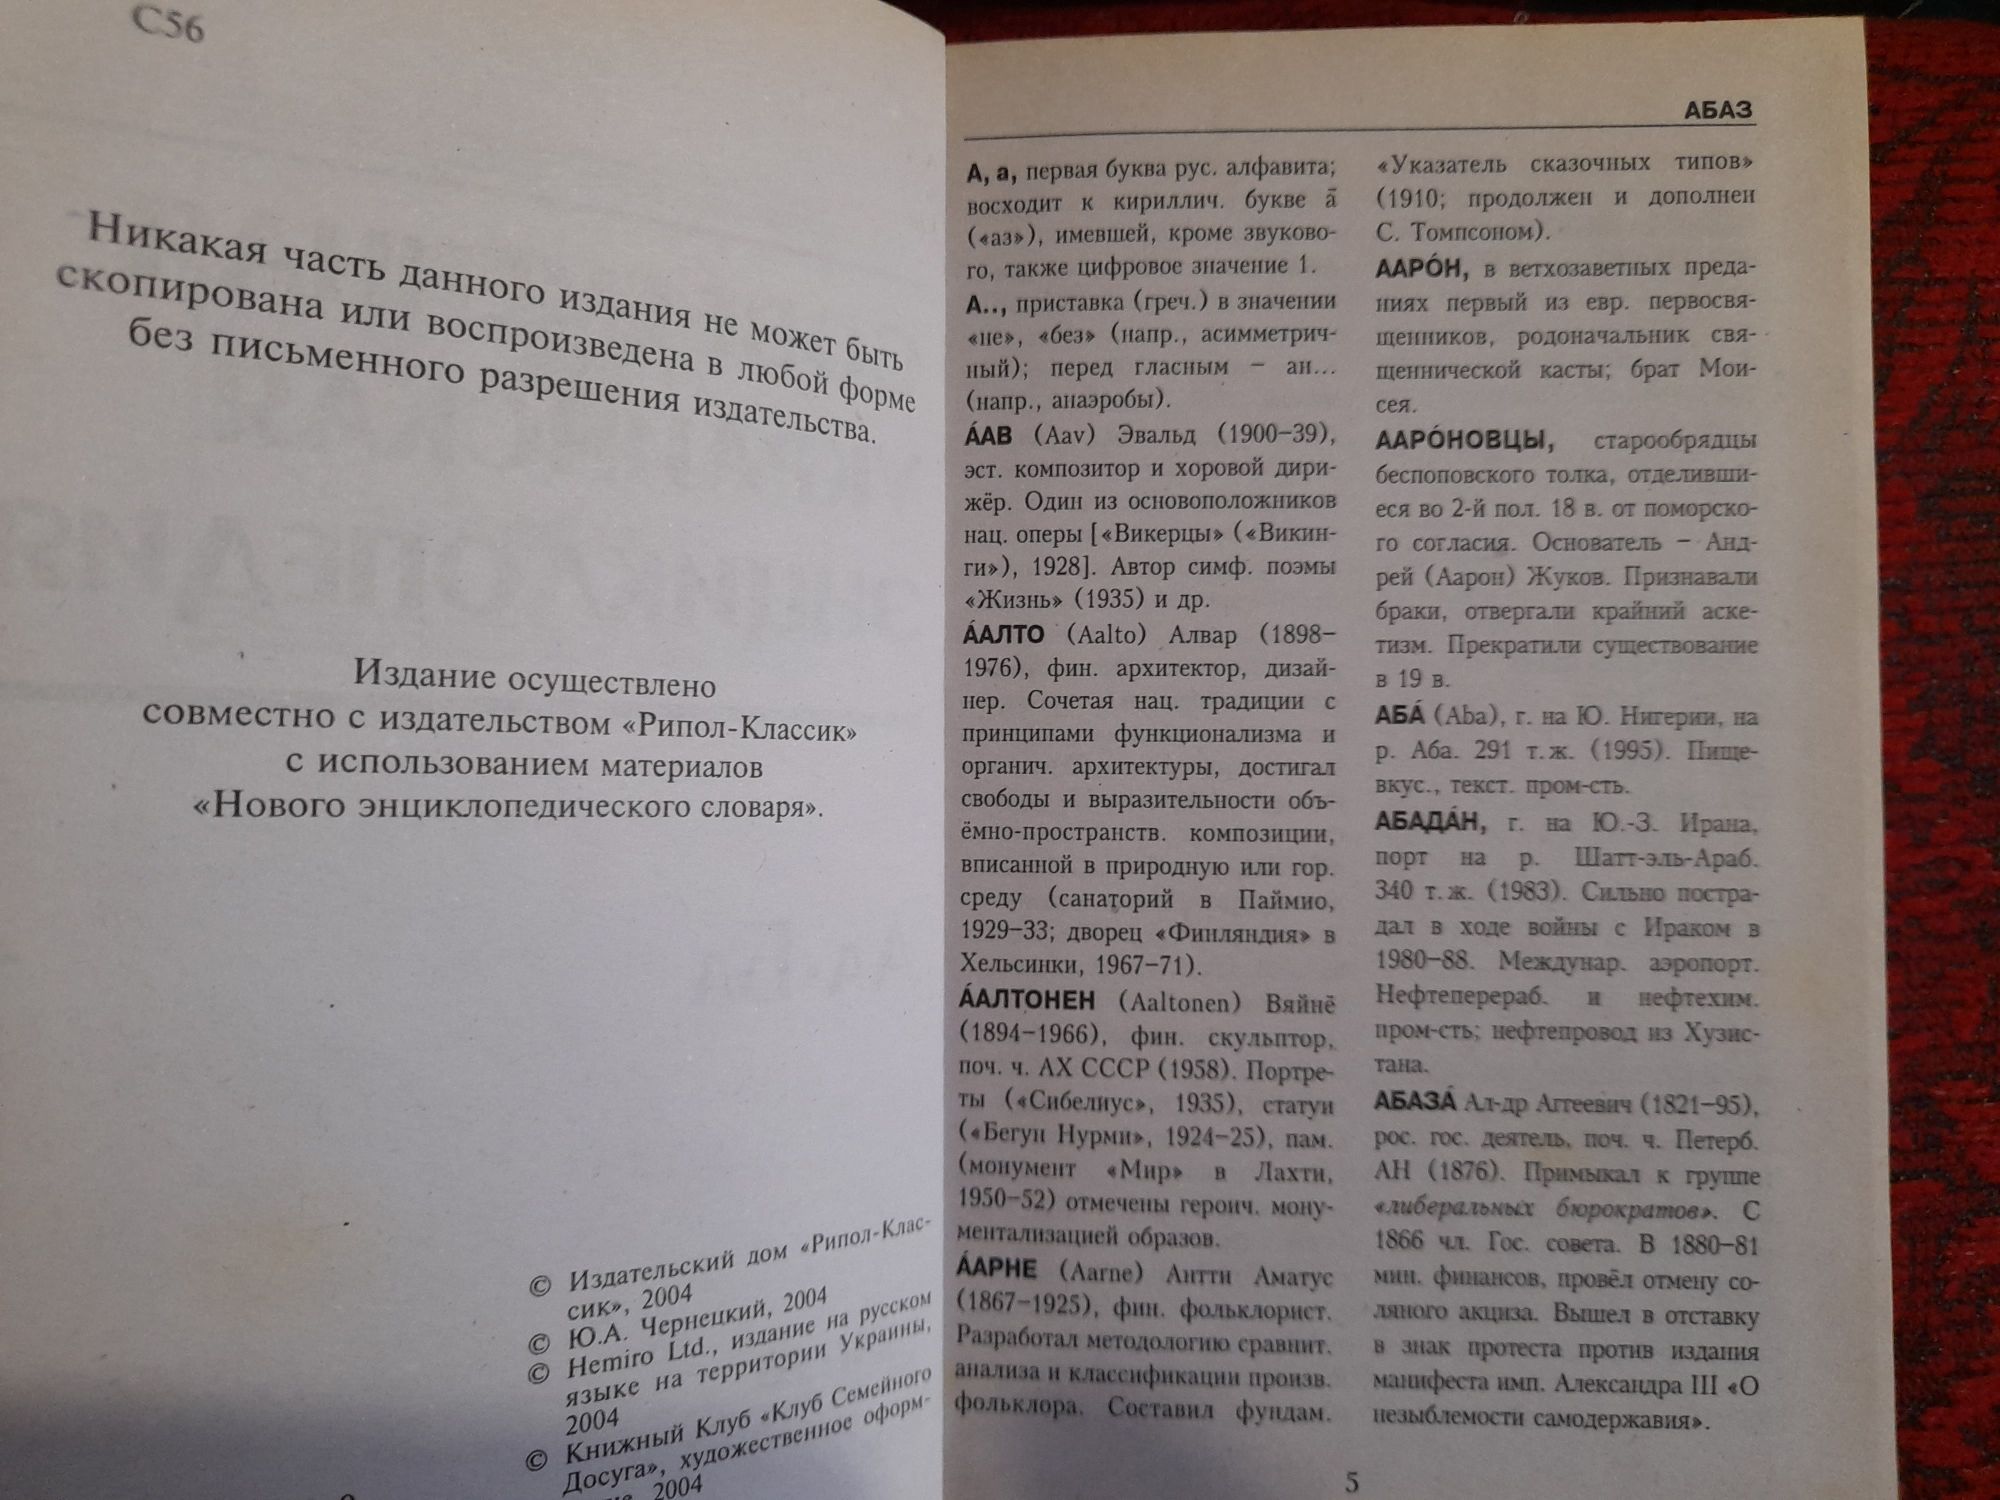 С56
Никакая часть данного издания не может быть
скопирована или воспроизведена в любой форме
без письменного разрешения издательства.
Издание осуществлено
совместно с издательством «Рипол-Классик»
с использованием материалов
«Нового энциклопедического словаря».
© Издательский дом «Рипол-Клас-
сик», 2004
© Ю.А. Чернецкий, 2004
© Hemiro Ltd., издание на русском
языке на территории Украины,
2004
© Книжный Клуб «Клуб Семейного
Досуга», художественное оформ-
2004
АБАЗ
А, а, первая буква рус. алфавита;
восходит к кириллич. букве а̃
(«аз»), имевшей, кроме звуково-
го, также цифровое значение 1.
А.., приставка (греч.) в значении
«не», «без» (напр., асимметрич-
ный); перед гласным – ан...
(напр., анаэробы).
А́АВ (Aav) Эвальд (1900–39),
эст. композитор и хоровой дири-
жёр. Один из основоположников
нац. оперы [«Викерцы» («Викин-
ги»), 1928]. Автор симф. поэмы
«Жизнь» (1935) и др.
А́АЛТО (Aalto) Алвар (1898–
1976), фин. архитектор, дизай-
нер. Сочетая нац. традиции с
принципами функционализма и
органич. архитектуры, достигал
свободы и выразительности объ-
ёмно-пространств. композиции,
вписанной в природную или гор.
среду (санаторий в Паймио,
1929–33; дворец «Финляндия» в
Хельсинки, 1967–71).
А́АЛТОНЕН (Aaltonen) Вяйнё
(1894–1966), фин. скульптор,
поч. ч. АХ СССР (1958). Портре-
ты («Сибелиус», 1935), статуи
(«Бегун Нурми», 1924–25), пам.
(монумент «Мир» в Лахти,
1950–52) отмечены героич. мону-
ментализацией образов.
А́АРНЕ (Aarne) Антти Аматус
(1867–1925), фин. фольклорист.
Разработал методологию сравнит.
анализа и классификации произв.
фольклора. Составил фундам.
«Указатель сказочных типов»
(1910; продолжен и дополнен
С. Томпсоном).
ААРО́Н, в ветхозаветных преда-
ниях первый из евр. первосвя-
щенников, родоначальник свя-
щеннической касты; брат Мои-
сея.
ААРО́НОВЦЫ, старообрядцы
беспоповского толка, отделивши-
еся во 2-й пол. 18 в. от поморско-
го согласия. Основатель – Анд-
рей (Аарон) Жуков. Признавали
браки, отвергали крайний аске-
тизм. Прекратили существование
в 19 в.
АБА́ (Aba), г. на Ю. Нигерии, на
р. Аба. 291 т.ж. (1995). Пище-
вкус., текст. пром-сть.
АБАДА́Н, г. на Ю.-З. Ирана,
порт на р. Шатт-эль-Араб.
340 т.ж. (1983). Сильно постра-
дал в ходе войны с Ираком в
1980–88. Междунар. аэропорт.
Нефтеперераб. и нефтехим.
пром-сть; нефтепровод из Хузис-
тана.
АБАЗА́ Ал-др Аггеевич (1821–95),
рос. гос. деятель, поч. ч. Петерб.
АН (1876). Примыкал к группе
«либеральных бюрократов». С
1866 чл. Гос. совета. В 1880–81
мин. финансов, провёл отмену со-
ляного акциза. Вышел в отставку
в знак протеста против издания
манифеста имп. Александра III «О
незыблемости самодержавия».
5